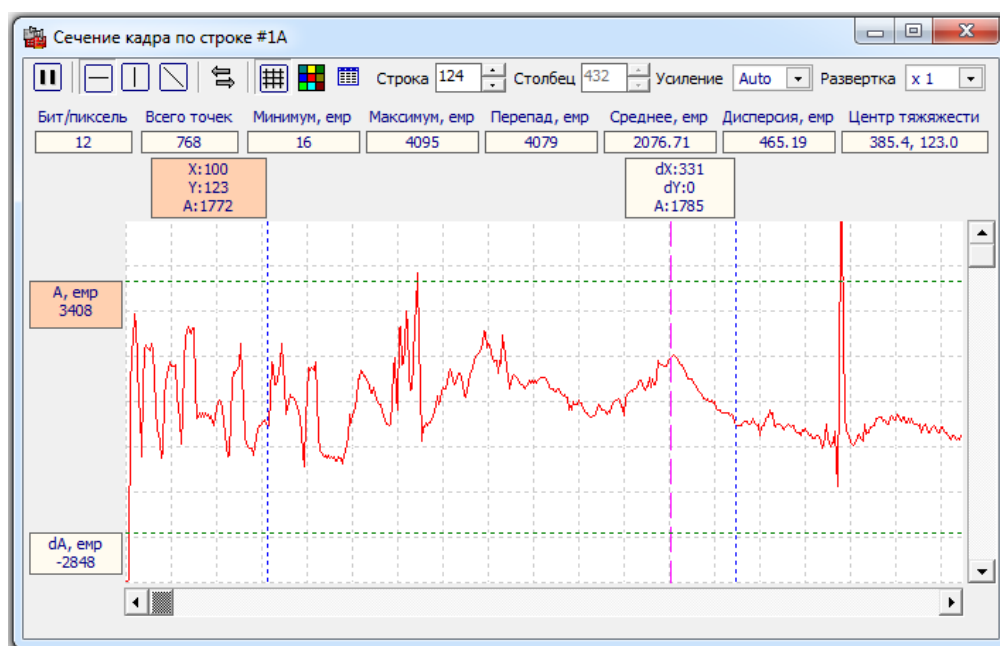 Сечение кадра по строке #1А
Строка 124 Столбец 432 Усиление Auto Развертка x 1
Бит/пиксель Всего точек Минимум, емр Максимум, емр Перепад, емр Среднее, емр Дисперсия, емр Центр тяжяжести
12 768 16 4095 4079 2076.71 465.19 385.4, 123.0
X:100
Y:123
A:1772
dX:331
dY:0
A:1785
А, емр
3408
dA, емр
-2848